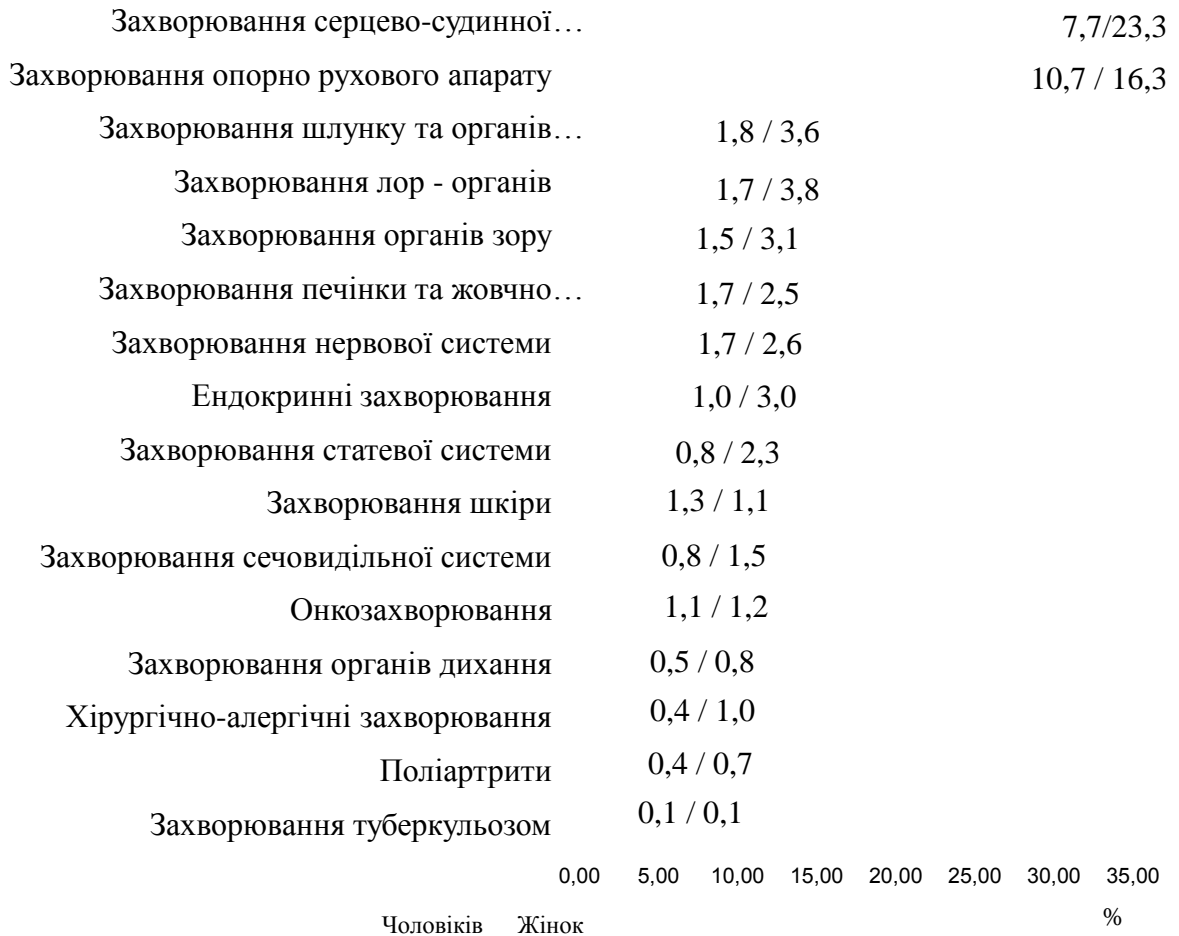 Захворювання серцево-судинної… 7,7/23,3
Захворювання опорно рухового апарату 10,7 / 16,3
Захворювання шлунку та органів… 1,8 / 3,6
Захворювання лор - органів 1,7 / 3,8
Захворювання органів зору 1,5 / 3,1
Захворювання печінки та жовчно… 1,7 / 2,5
Захворювання нервової системи 1,7 / 2,6
Ендокринні захворювання 1,0 / 3,0
Захворювання статевої системи 0,8 / 2,3
Захворювання шкіри 1,3 / 1,1
Захворювання сечовидільної системи 0,8 / 1,5
Онкозахворювання 1,1 / 1,2
Захворювання органів дихання 0,5 / 0,8
Хірургічно-алергічні захворювання 0,4 / 1,0
Поліартрити 0,4 / 0,7
Захворювання туберкульозом 0,1 / 0,1
0,00 5,00 10,00 15,00 20,00 25,00 30,00 35,00
Чоловіків Жінок %